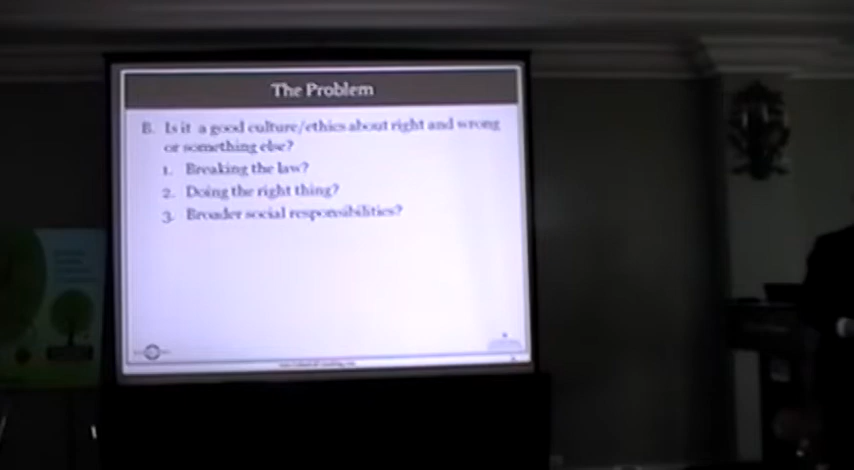 The Problem
B. Is it a good culture/ethics about right and wrong
or something else?
1. Breaking the law?
2. Doing the right thing?
3. Broader social responsibilities?